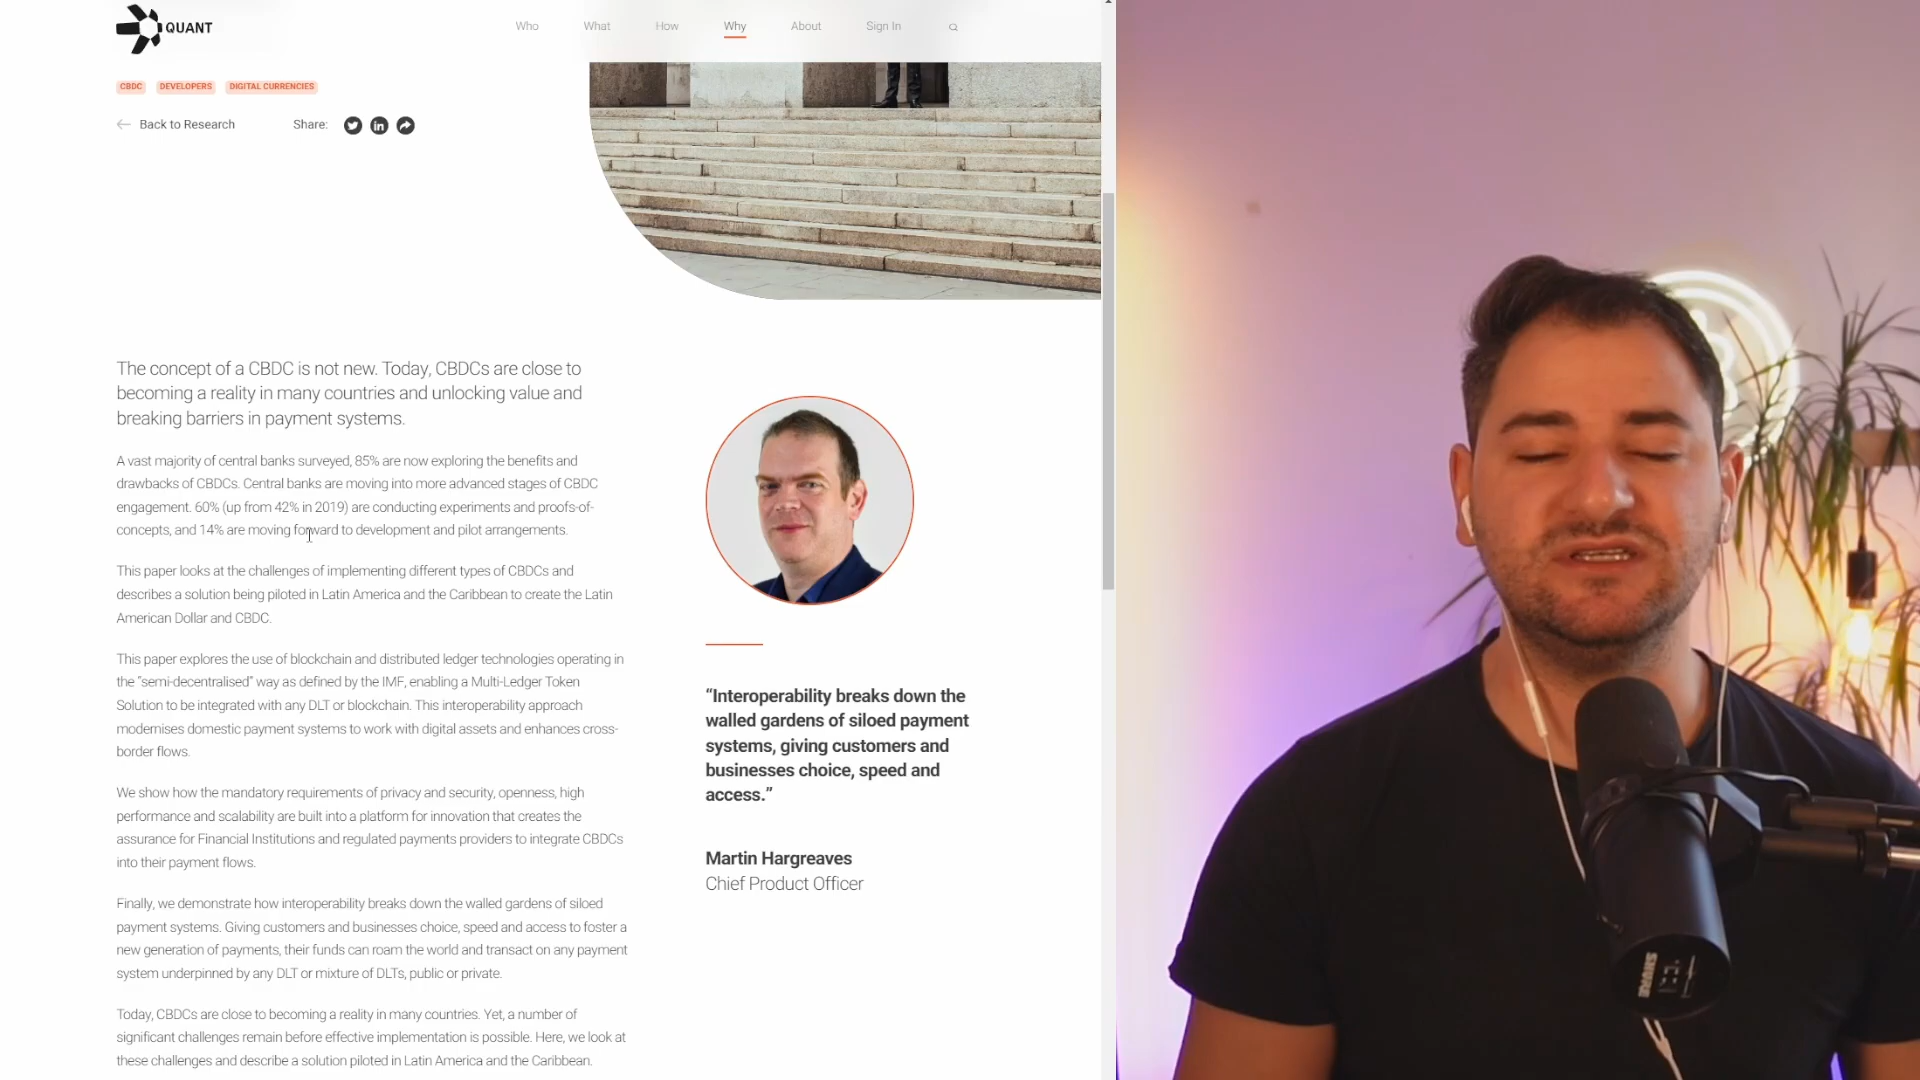 QUANT
Who
What
How
Why
About
Sign In
CBDC
DEVELOPERS
DIGITAL CURRENCIES
Back to Research
Share:
The concept of a CBDC is not new. Today, CBDCs are close to
becoming a reality in many countries and unlocking value and
breaking barriers in payment systems.
A vast majority of central banks surveyed, 85% are now exploring the benefits and
drawbacks of CBDCs. Central banks are moving into more advanced stages of CBDC
engagement. 60% (up from 42% in 2019) are conducting experiments and proofs-of-
concepts, and 14% are moving forward to development and pilot arrangements.
This paper looks at the challenges of implementing different types of CBDCs and
describes a solution being piloted in Latin America and the Caribbean to create the Latin
American Dollar and CBDC.
This paper explores the use of blockchain and distributed ledger technologies operating in
the “semi-decentralised” way as defined by the IMF, enabling a Multi-Ledger Token
Solution to be integrated with any DLT or blockchain. This interoperability approach
modernises domestic payment systems to work with digital assets and enhances cross-
border flows.
We show how the mandatory requirements of privacy and security, openness, high
performance and scalability are built into a platform for innovation that creates the
assurance for Financial Institutions and regulated payments providers to integrate CBDCs
into their payment flows.
Finally, we demonstrate how interoperability breaks down the walled gardens of siloed
payment systems. Giving customers and businesses choice, speed and access to foster a
new generation of payments, their funds can roam the world and transact on any payment
system underpinned by any DLT or mixture of DLTs, public or private.
Today, CBDCs are close to becoming a reality in many countries. Yet, a number of
significant challenges remain before effective implementation is possible. Here, we look at
these challenges and describe a solution piloted in Latin America and the Caribbean.
“Interoperability breaks down the
walled gardens of siloed payment
systems, giving customers and
businesses choice, speed and
access.”
Martin Hargreaves
Chief Product Officer
SHURE